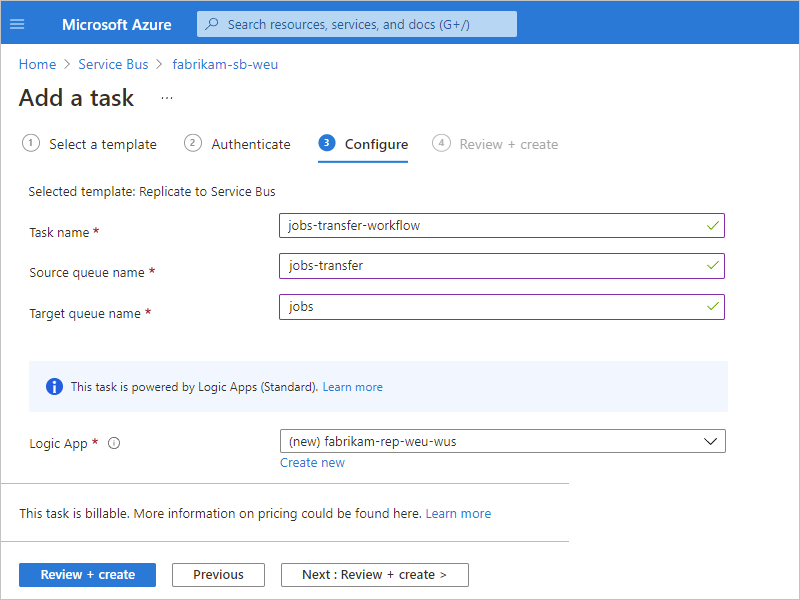 Microsoft Azure
Search resources, services, and docs (G+/)
Home > Service Bus > fabrikam-sb-weu
Add a task ...
1 Select a template 2 Authenticate 3 Configure 4 Review + create
Selected template: Replicate to Service Bus
Task name * jobs-transfer-workflow
Source queue name * jobs-transfer
Target queue name * jobs
This task is powered by Logic Apps (Standard). Learn more
Logic App * (new) fabrikam-rep-weu-wus
Create new
This task is billable. More information on pricing could be found here. Learn more
Review + create Previous Next : Review + create >